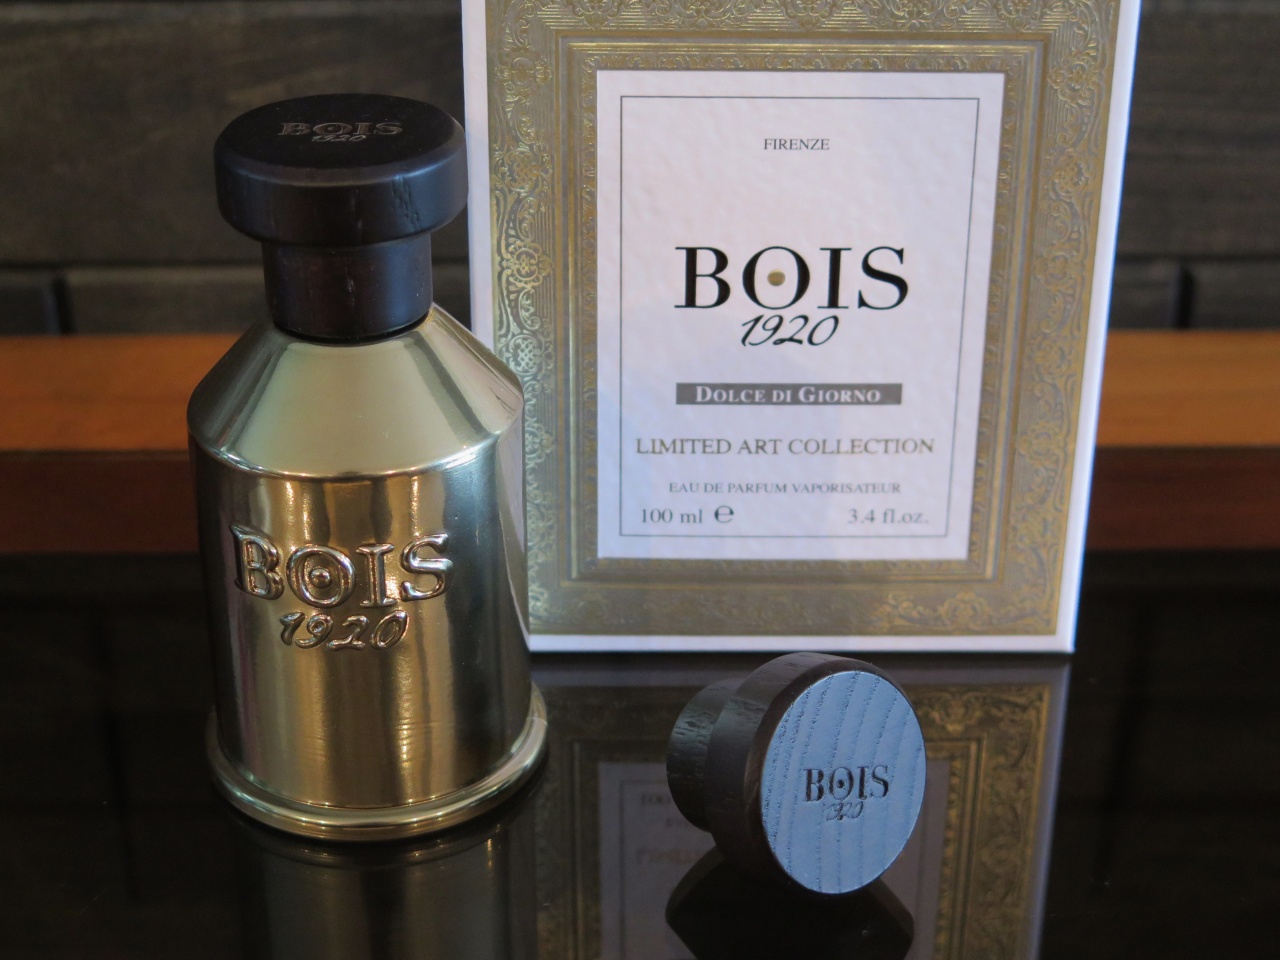 BOIS
1920
FIRENZE
BOIS
1920
DOLCE DI GIORNO
LIMITED ART COLLECTION
EAU DE PARFUM VAPORISATEUR
100 ml ℮ 3.4 fl.oz.
BOIS
1920
BOIS
1920